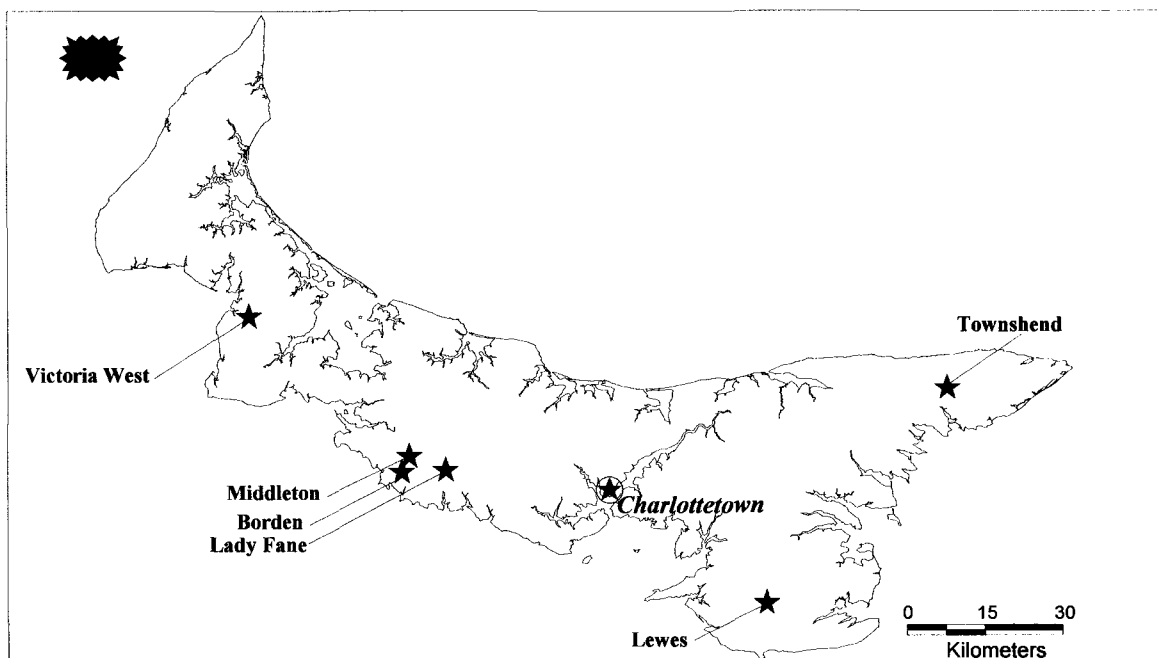 Townshend
Victoria West
Middleton
Borden
Lady Fane
Charlottetown
Lewes
0 15 30
Kilometers